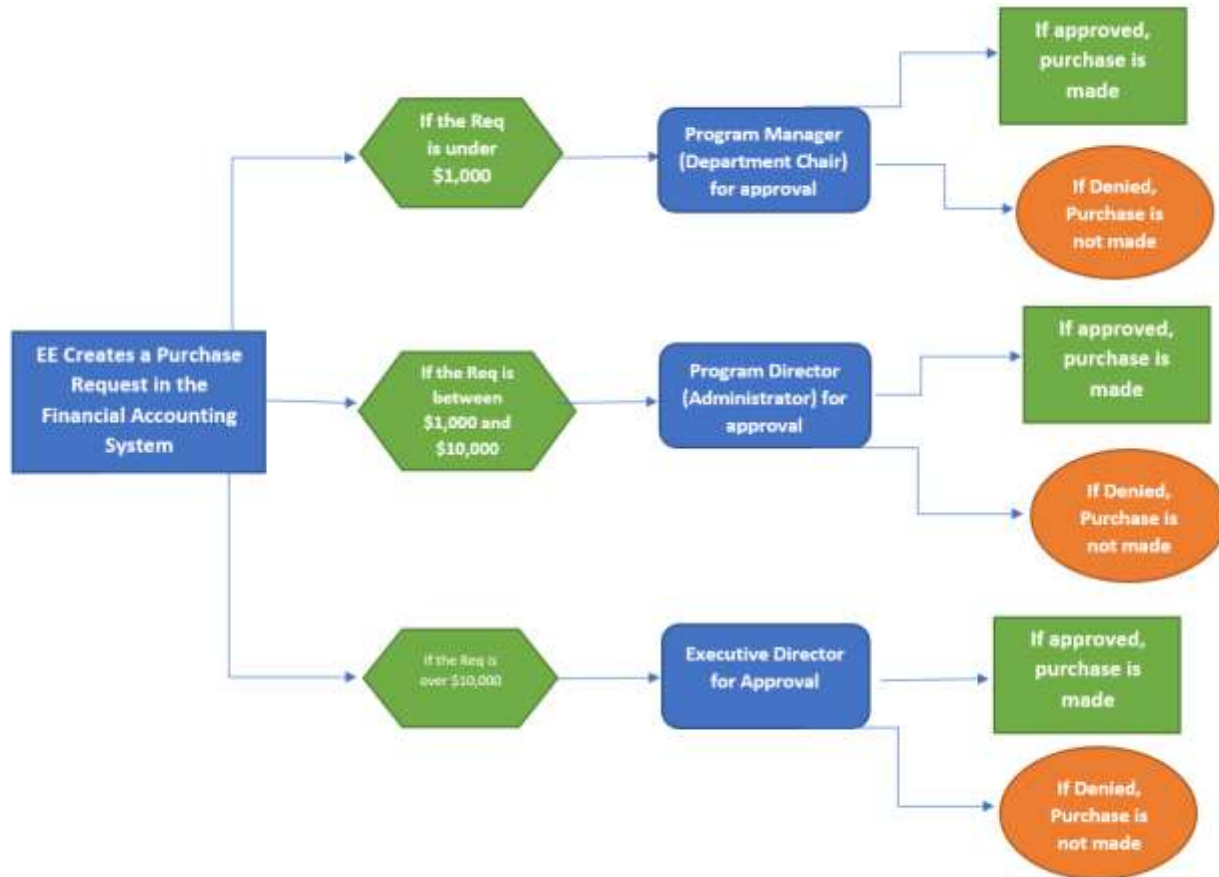 EE Creates a Purchase
Request in the
Financial Accounting
System
If the Req
is under
$1,000
Program Manager
(Department Chair)
for approval
If approved,
purchase is
made
If Denied,
Purchase is
not made
If the Req is
between
$1,000 and
$10,000
Program Director
(Administrator) for
approval
If approved,
purchase is
made
If Denied,
Purchase is
not made
If the Req is
over $10,000
Executive Director
for Approval
If approved,
purchase is
made
If Denied,
Purchase is
not made